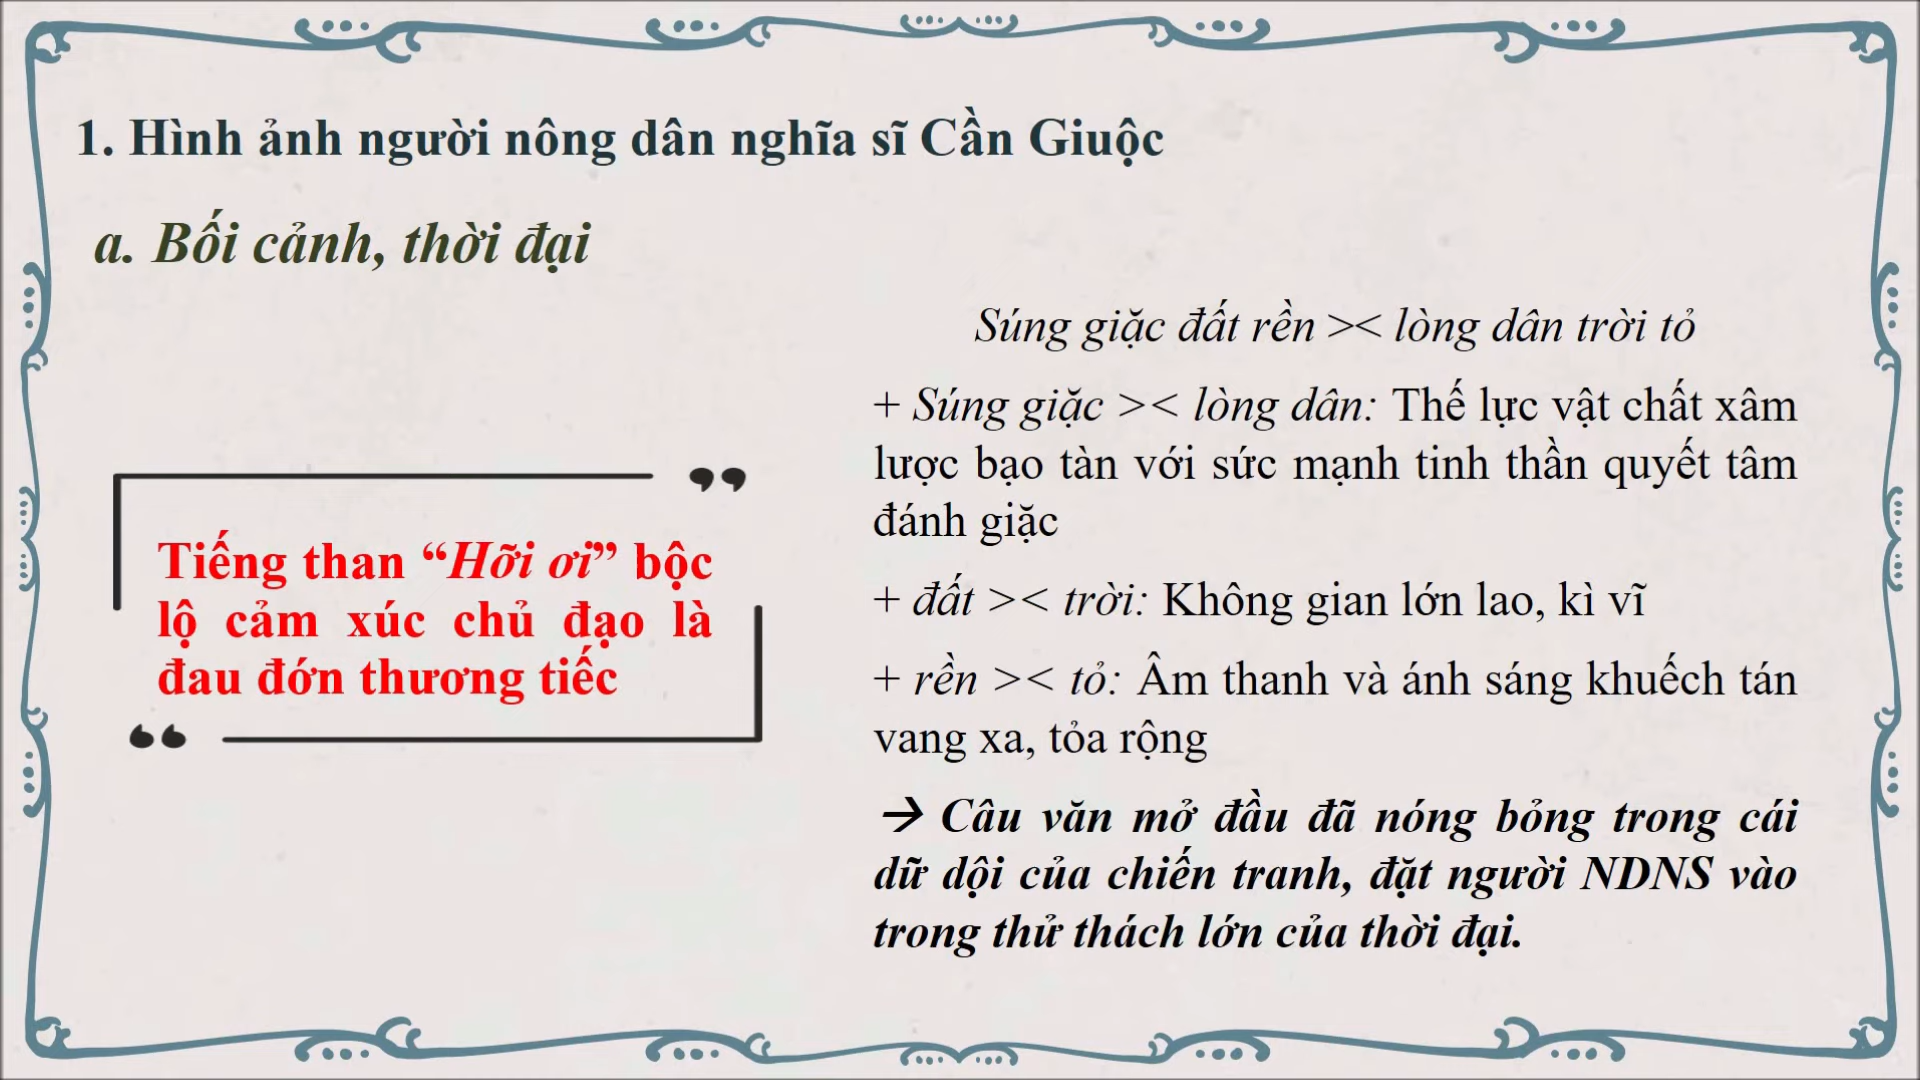 1. Hình ảnh người nông dân nghĩa sĩ Cần Giuộc
a. Bối cảnh, thời đại
Tiếng than “Hỡi ơi” bộc
lộ cảm xúc chủ đạo là
đau đớn thương tiếc
Súng giặc đất rền >< lòng dân trời tỏ
+ Súng giặc >< lòng dân: Thế lực vật chất xâm
lược bạo tàn với sức mạnh tinh thần quyết tâm
đánh giặc
+ đất >< trời: Không gian lớn lao, kì vĩ
+ rền >< tỏ: Âm thanh và ánh sáng khuếch tán
vang xa, tỏa rộng
→ Câu văn mở đầu đã nóng bỏng trong cái
dữ dội của chiến tranh, đặt người NDNS vào
trong thử thách lớn của thời đại.